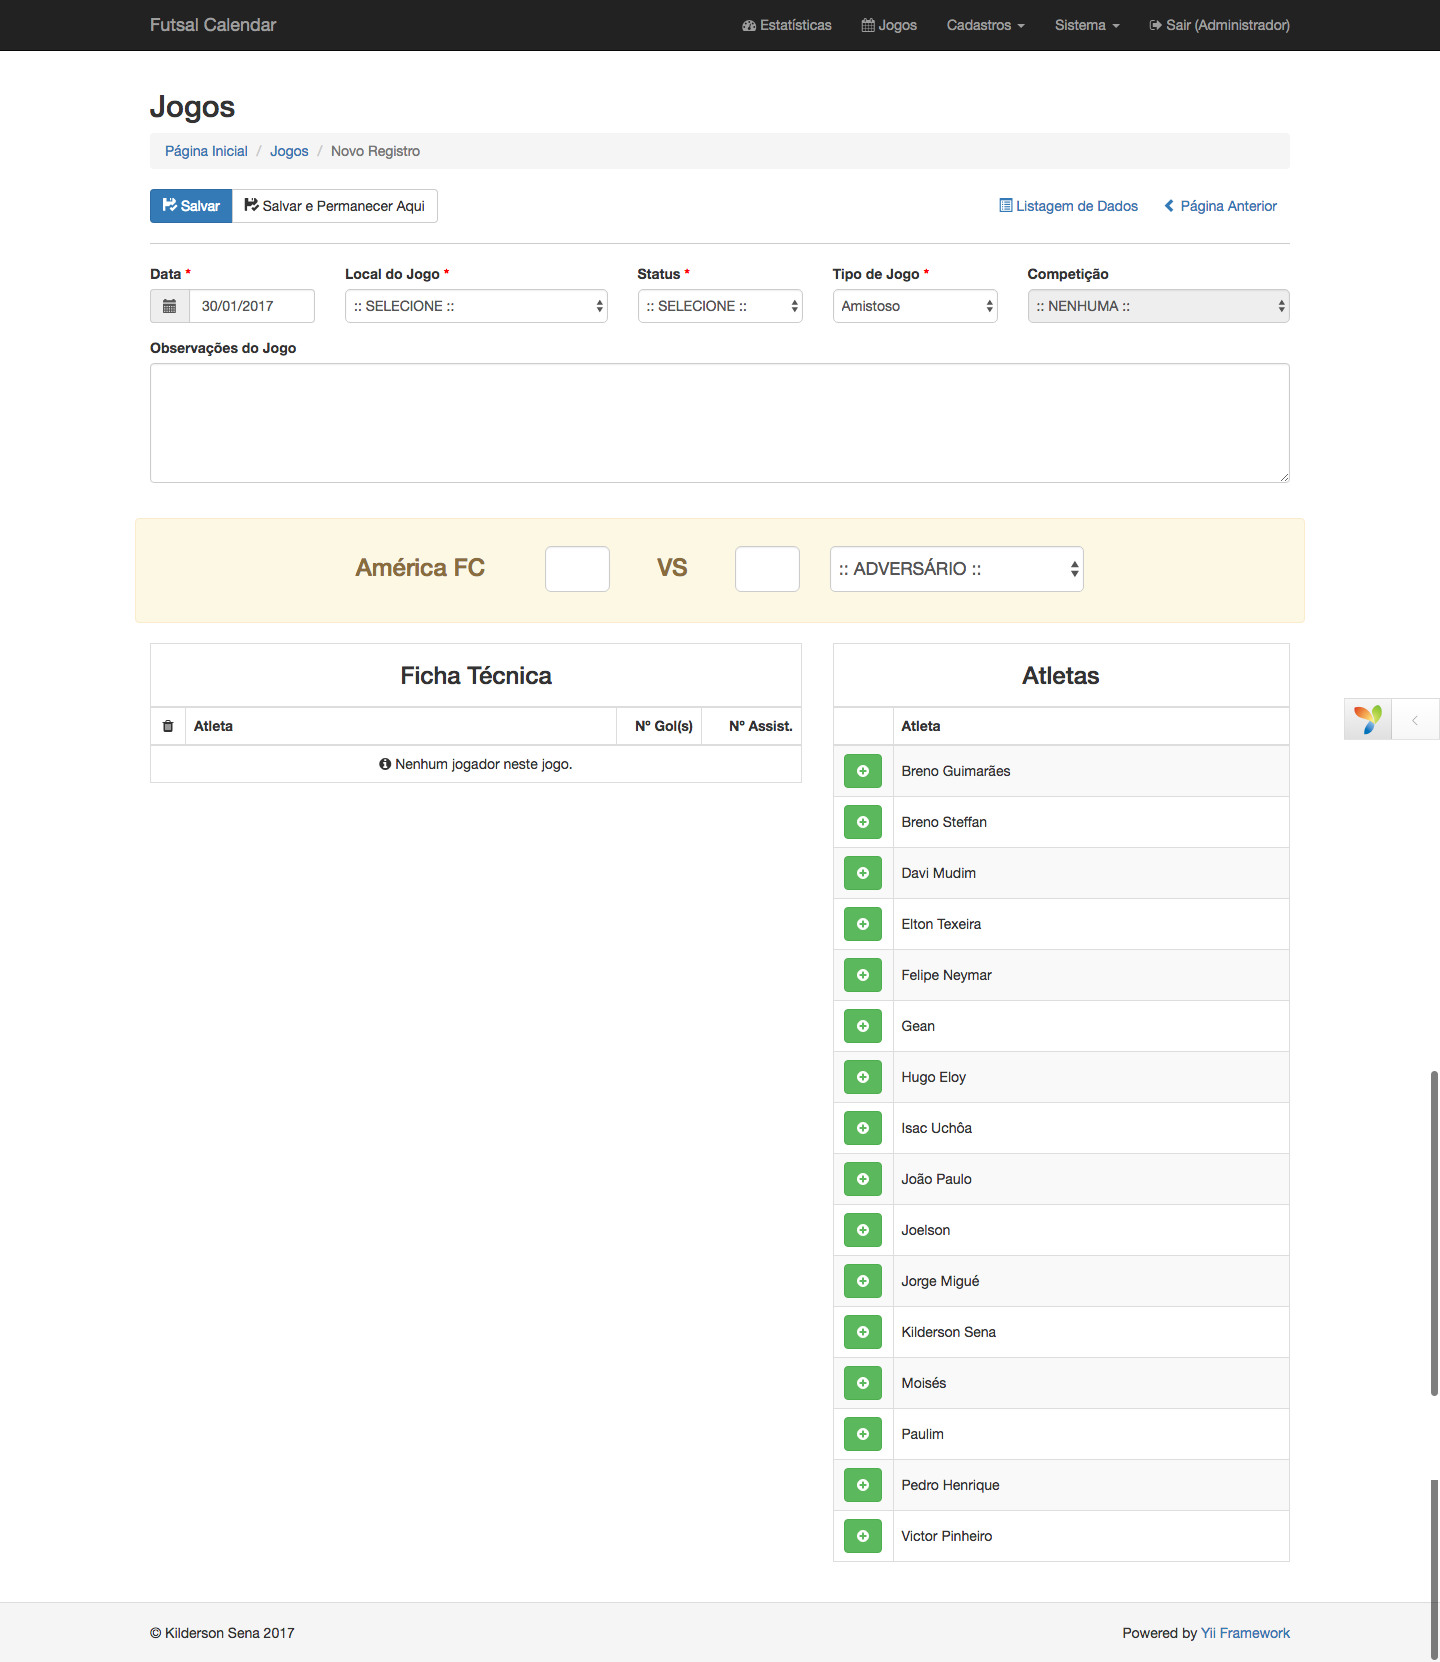 Futsal Calendar Estatísticas Jogos Cadastros Sistema Sair (Administrador)
Jogos
Página Inicial / Jogos / Novo Registro
Salvar Salvar e Permanecer Aqui Listagem de Dados Página Anterior
Data * Local do Jogo * Status * Tipo de Jogo * Competição
30/01/2017 :: SELECIONE :: :: SELECIONE :: Amistoso :: NENHUMA ::
Observações do Jogo
América FC VS :: ADVERSÁRIO ::
Ficha Técnica
Atleta Nº Gol(s) Nº Assist.
Nenhum jogador neste jogo.
Atletas
Atleta
Breno Guimarães
Breno Steffan
Davi Mudim
Elton Texeira
Felipe Neymar
Gean
Hugo Eloy
Isac Uchôa
João Paulo
Joelson
Jorge Migué
Kilderson Sena
Moisés
Paulim
Pedro Henrique
Victor Pinheiro
© Kilderson Sena 2017 Powered by Yii Framework